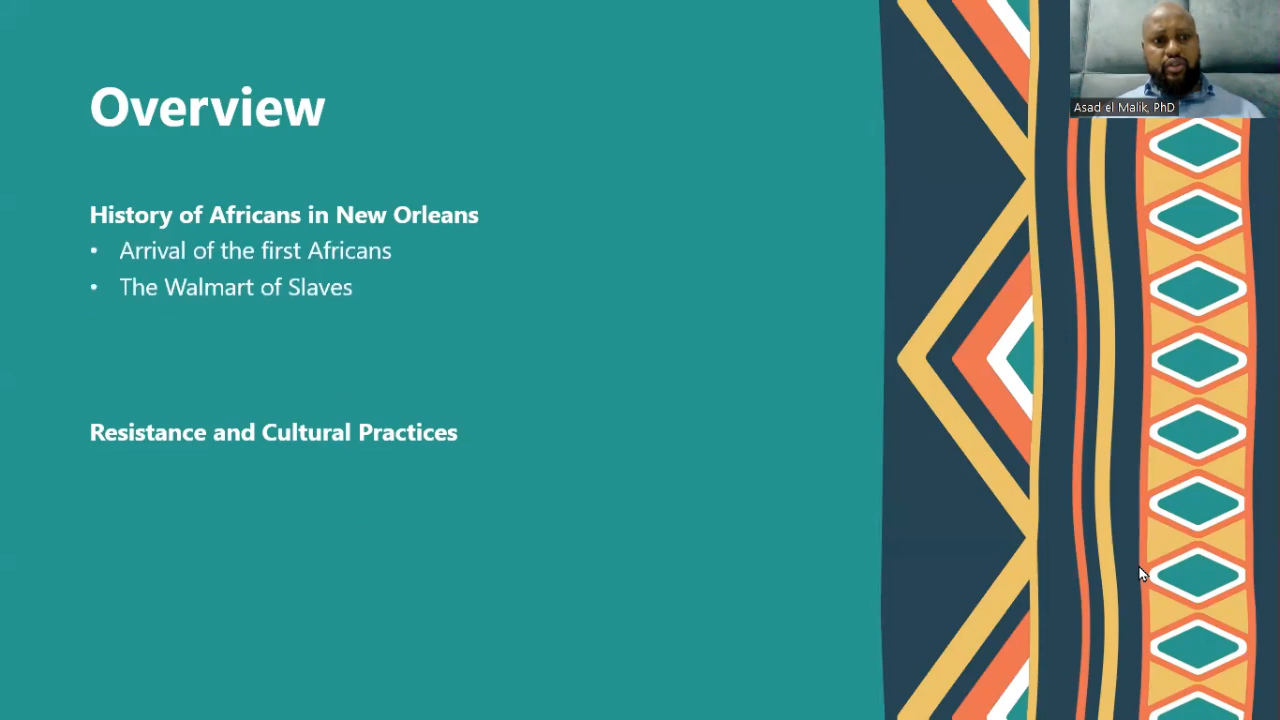 Overview
History of Africans in New Orleans
• Arrival of the first Africans
• The Walmart of Slaves
Resistance and Cultural Practices
Asad el Malik, PhD